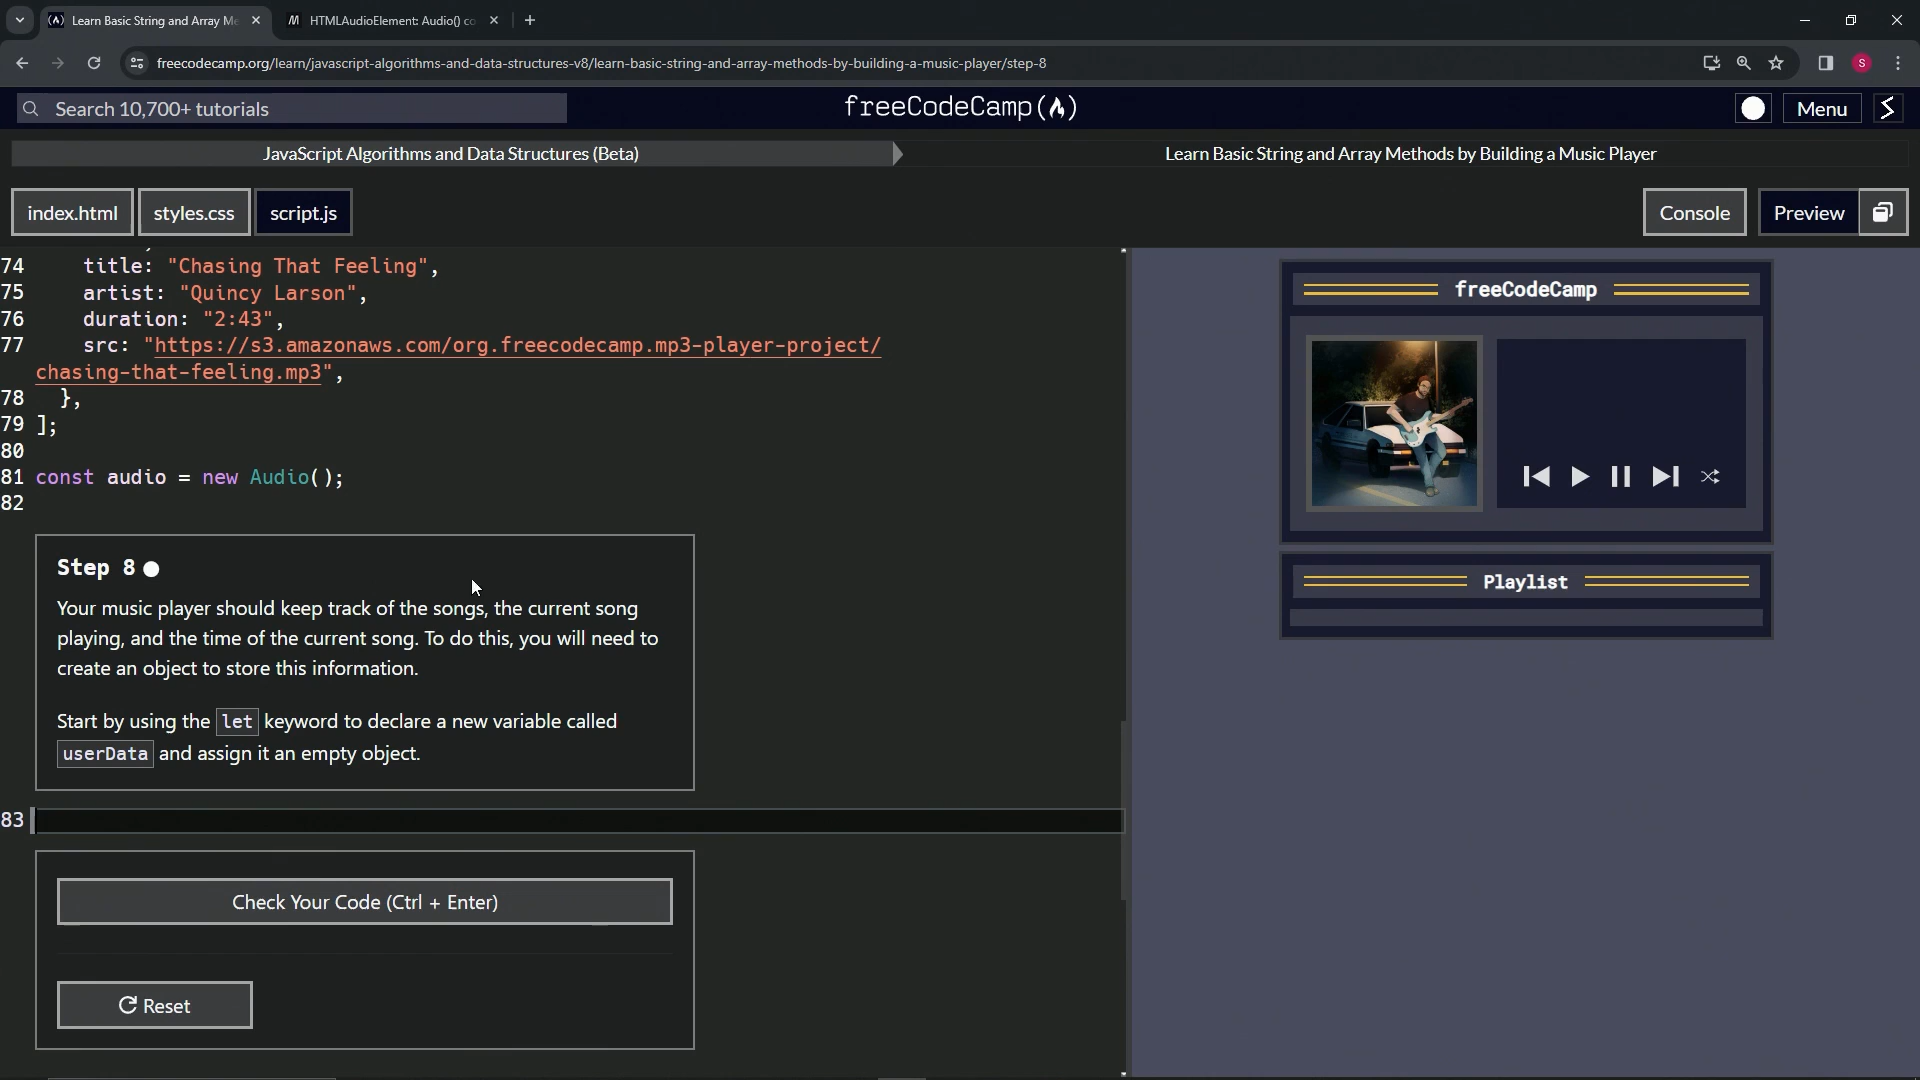 Learn Basic String and Array Me
HTMLAudioElement: Audio() co
freecodecamp.org/learn/javascript-algorithms-and-data-structures-v8/learn-basic-string-and-array-methods-by-building-a-music-player/step-8
S
Search 10,700+ tutorials
freeCodeCamp
Menu
JavaScript Algorithms and Data Structures (Beta)
Learn Basic String and Array Methods by Building a Music Player
index.html
styles.css
script.js
Console
Preview
74 title: "Chasing That Feeling",
75 artist: "Quincy Larson",
76 duration: "2:43",
77 src: "https://s3.amazonaws.com/org.freecodecamp.mp3-player-project/
chasing-that-feeling.mp3",
78 },
79 ];
80
81 const audio = new Audio();
82
Step 8
Your music player should keep track of the songs, the current song
playing, and the time of the current song. To do this, you will need to
create an object to store this information.
Start by using the let keyword to declare a new variable called
userData and assign it an empty object.
83
Check Your Code (Ctrl + Enter)
Reset
freeCodeCamp
Playlist